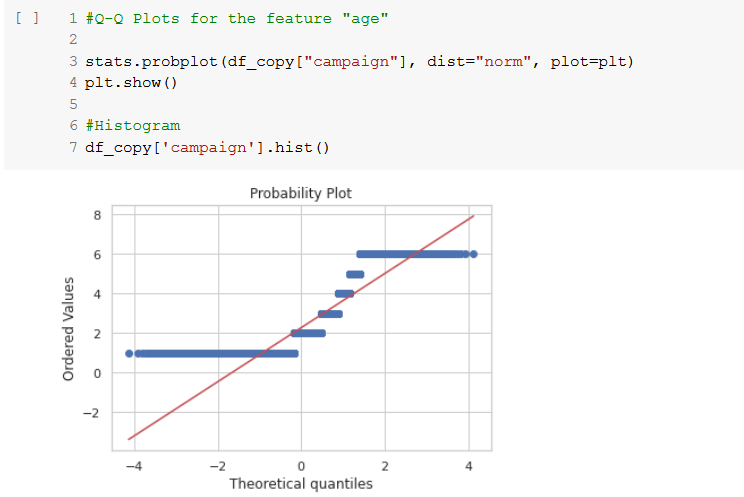 [ ] 1 #Q-Q Plots for the feature "age"
2
3 stats.probplot(df_copy["campaign"], dist="norm", plot=plt)
4 plt.show()
5
6 #Histogram
7 df_copy['campaign'].hist()
Probability Plot
8
6
4
2
0
−2
Ordered Values
−4 −2 0 2 4
Theoretical quantiles